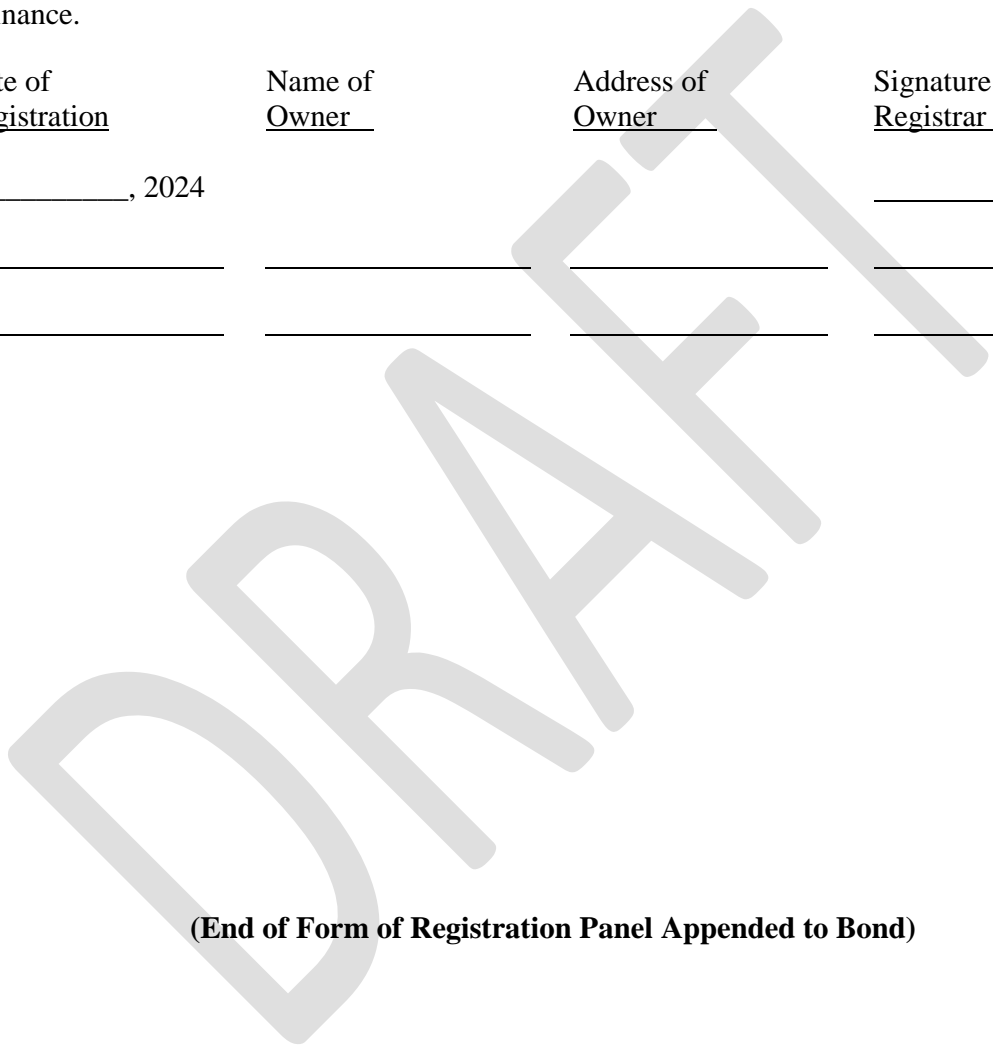 nance.
te of Name of Address of Signature
gistration Owner Owner Registrar
_________, 2024
DRAFT
(End of Form of Registration Panel Appended to Bond)